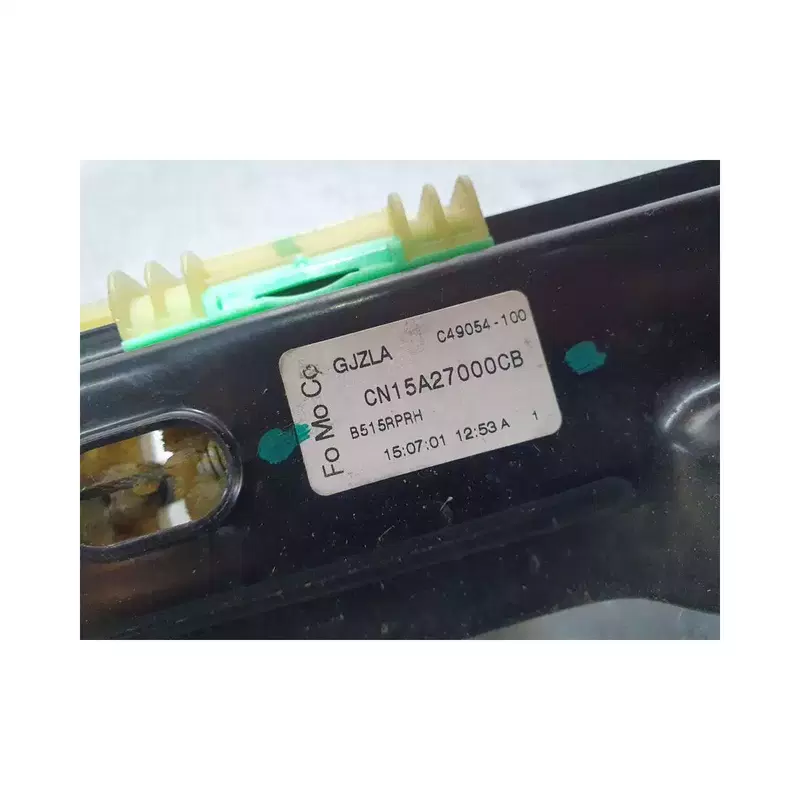 Fo Mo Co
GJZLA
C49054-100
CN15A27000CB
B515RPRH
15:07:01 12:53 A 1